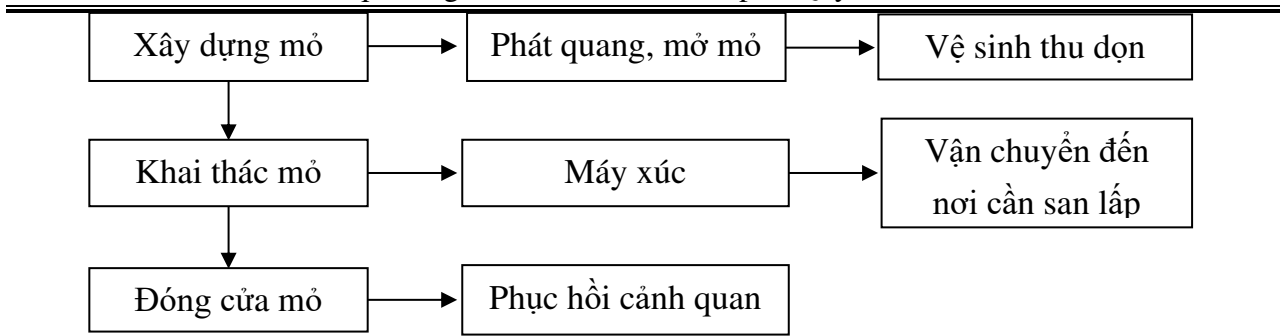 Xây dựng mỏ
Phát quang, mở mỏ
Vệ sinh thu dọn
Khai thác mỏ
Máy xúc
Vận chuyển đến
nơi cần san lấp
Đóng cửa mỏ
Phục hồi cảnh quan